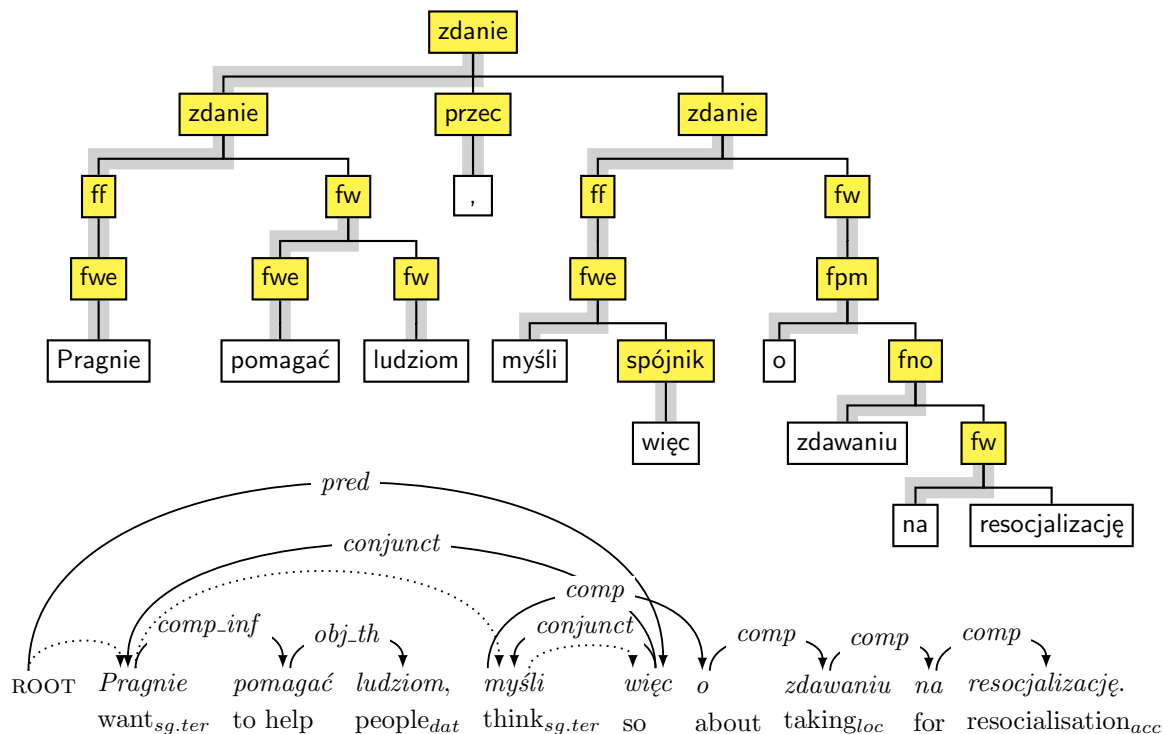 zdanie
zdanie przec zdanie
ff fw , ff fw
fwe fwe fw fwe fpm
Pragnie pomagać ludziom myśli spójnik o fno
więc zdawaniu fw
na resocjalizację
pred
conjunct
comp
comp_inf obj_th conjunct comp comp comp
ROOT Pragnie pomagać ludziom, myśli więc o zdawaniu na resocjalizację.
want sg.ter to help people dat think sg.ter so about taking loc for resocialisation acc